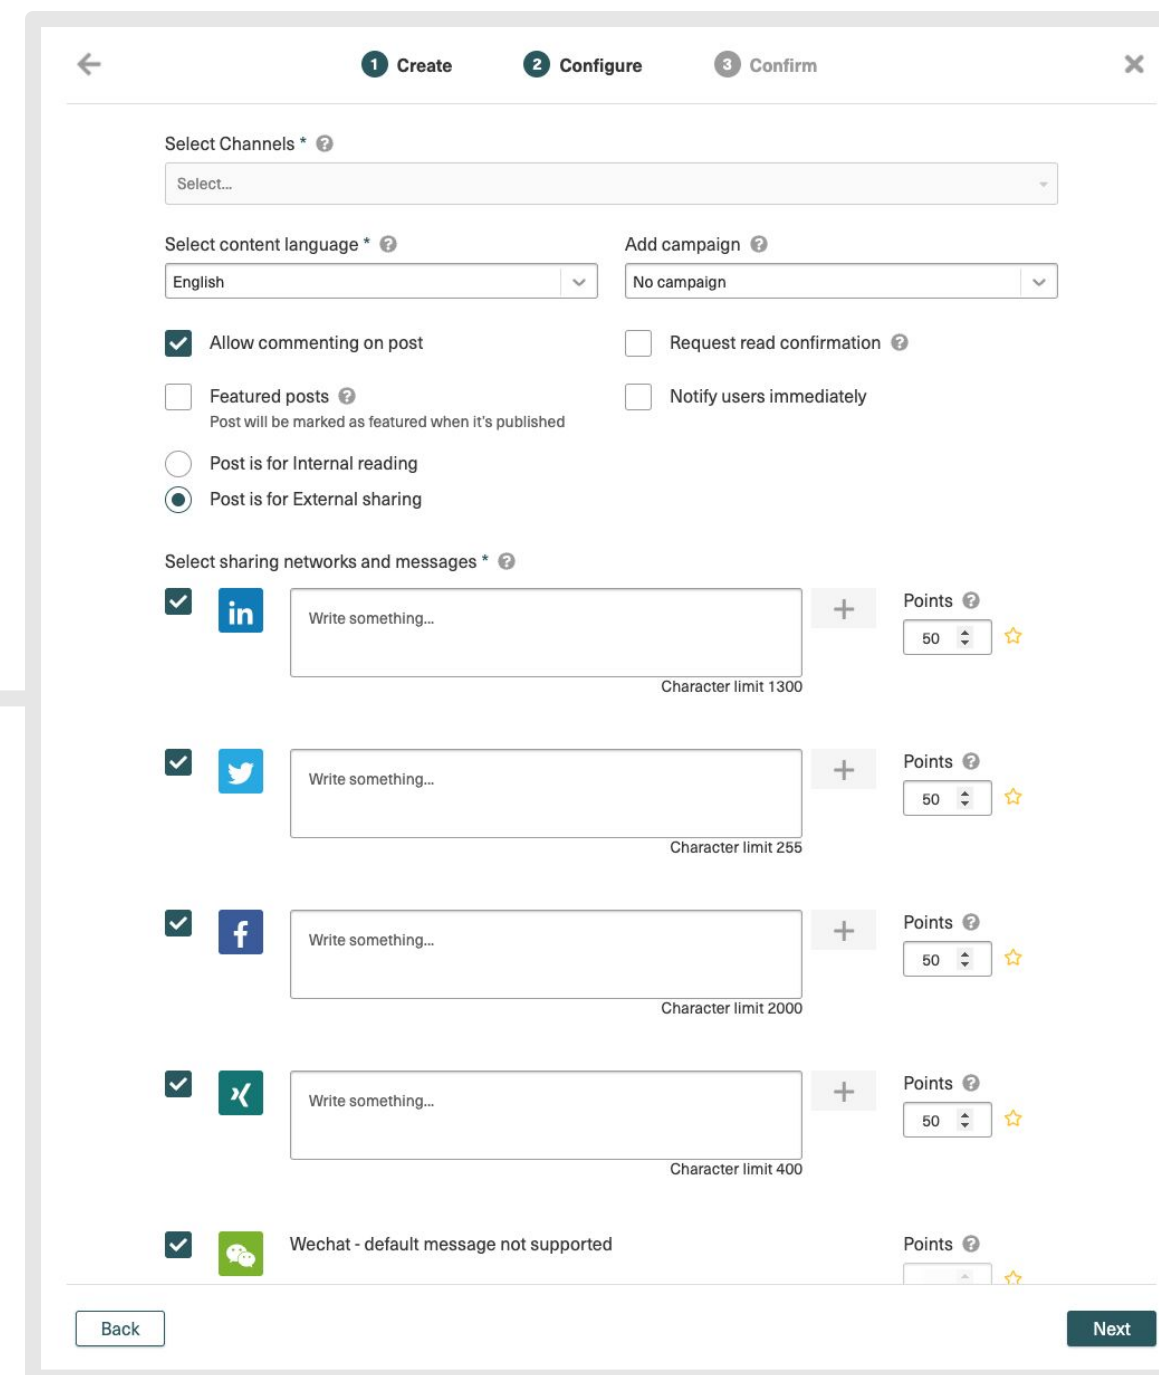 1 Create 2 Configure 3 Confirm
Select Channels * ?
Select...
Select content language * ? Add campaign ?
English No campaign
Allow commenting on post Request read confirmation ?
Featured posts ? Notify users immediately
Post will be marked as featured when it's published
Post is for Internal reading
Post is for External sharing
Select sharing networks and messages * ?
in Write something... + Points ?
50
Character limit 1300
Write something... + Points ?
50
Character limit 255
f Write something... + Points ?
50
Character limit 2000
Write something... + Points ?
50
Character limit 400
Wechat - default message not supported Points ?
Back Next